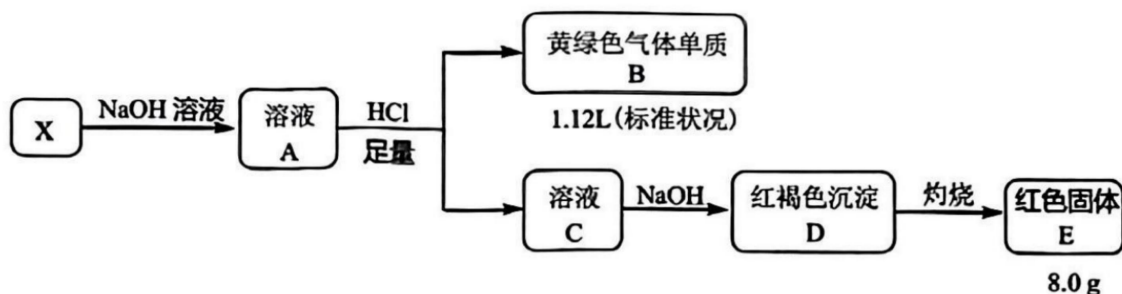 黄绿色气体单质
B
1.12L(标准状况)
X
NaOH 溶液
溶液
A
HCl
足量
溶液
C
NaOH
红褐色沉淀
D
灼烧
红色固体
E
8.0 g